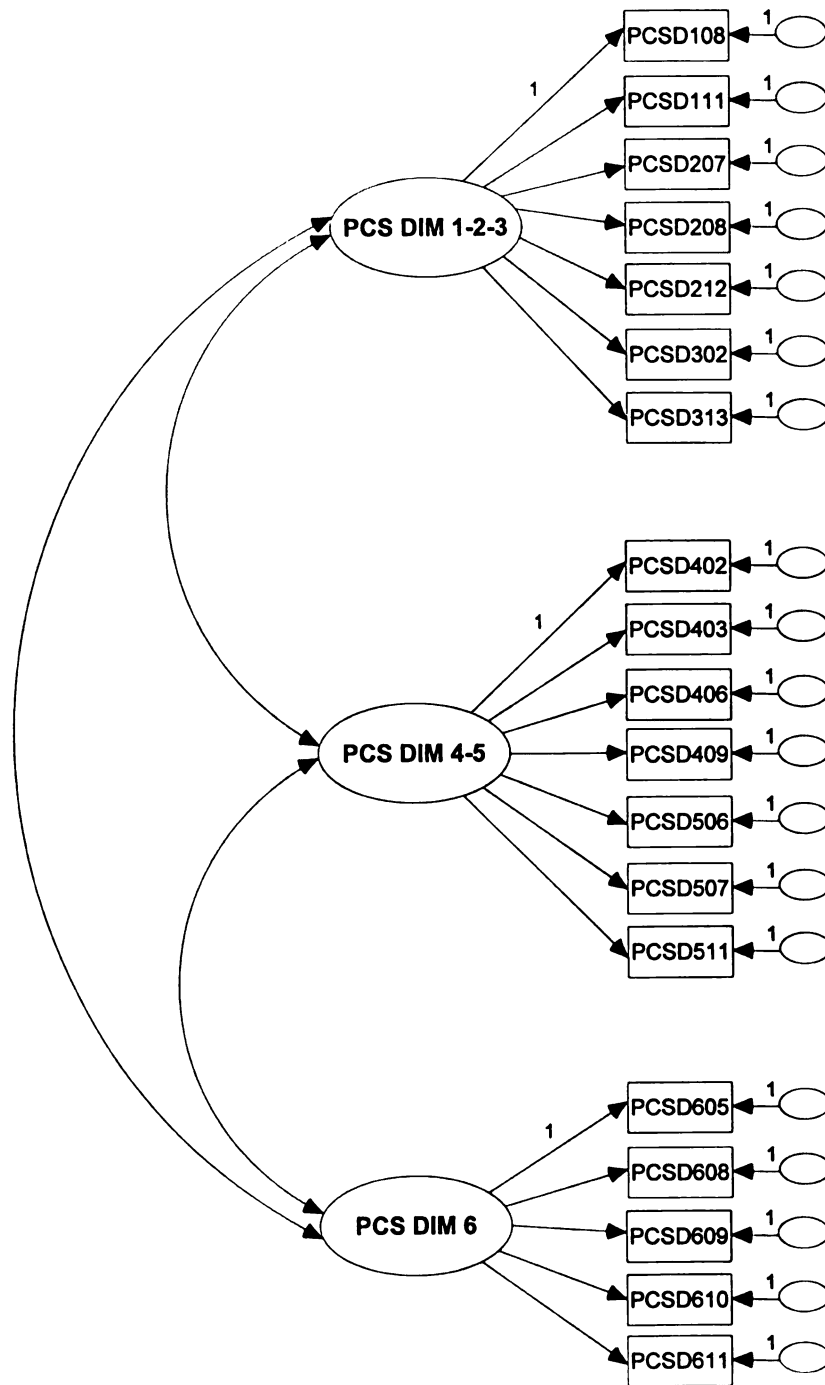 1
PCSD108
1
PCSD111
1
1
PCSD207
1
PCS DIM 1-2-3
PCSD208
1
PCSD212
1
PCSD302
1
PCSD313
1
PCSD402
1
1
PCSD403
1
PCSD406
1
PCS DIM 4-5
PCSD409
1
PCSD506
1
PCSD507
1
PCSD511
1
PCSD605
1
1
PCSD608
1
PCS DIM 6
PCSD609
1
PCSD610
1
PCSD611
1